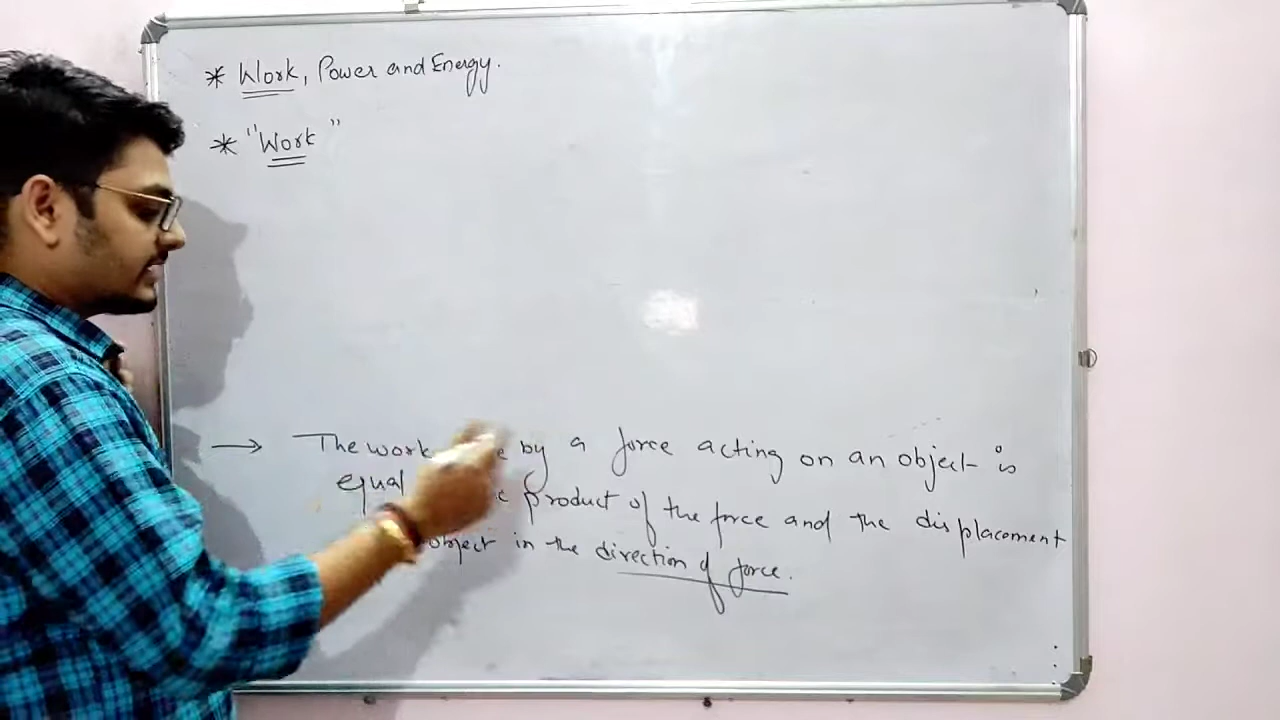 * Work, Power and Energy.
* "Work"
→ The work by a force acting on an object is
equal product of the force and the displacement
object in the direction of force.